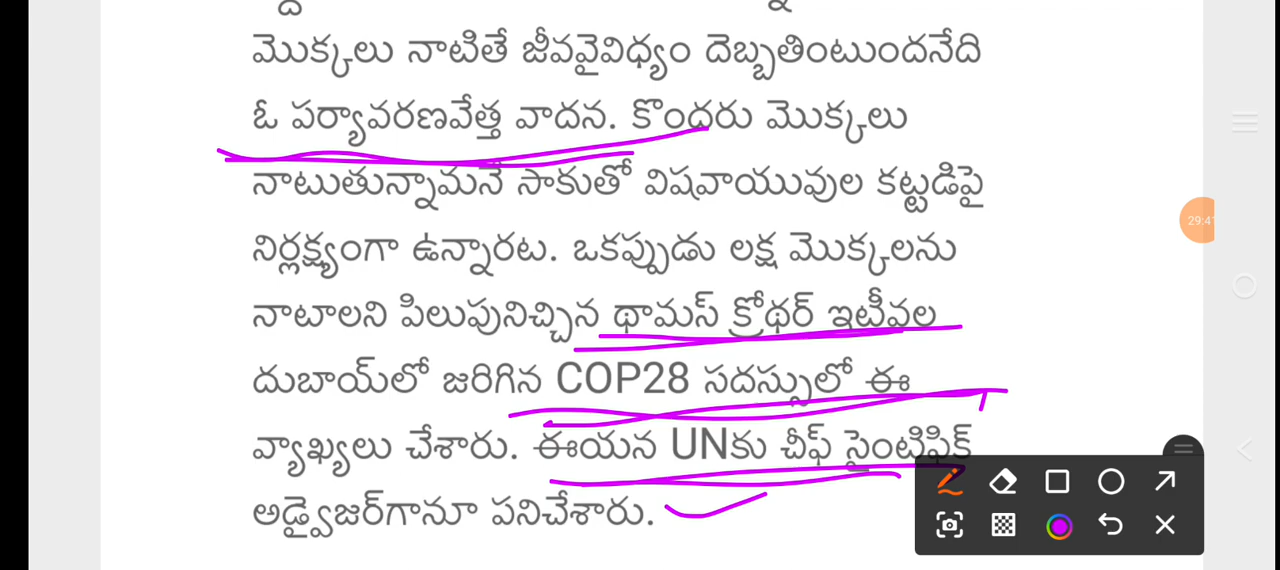 మొక్కలు నాటితే జీవవైవిధ్యం దెబ్బతింటుందనేది
ఓ పర్యావరణవేత్త వాదన. కొందరు మొక్కలు
నాటుతున్నామనే సాకుతో విషవాయువుల కట్టడిపై
నిర్లక్ష్యంగా ఉన్నారట. ఒకప్పుడు లక్ష మొక్కలను
నాటాలని పిలుపునిచ్చిన థామస్ క్రోథర్ ఇటీవల
దుబాయ్‌లో జరిగిన COP28 సదస్సులో ఈ
వ్యాఖ్యలు చేశారు. ఈయన UNకు చీఫ్ సైంటిఫిక్
అడ్వైజర్‌గానూ పనిచేశారు.